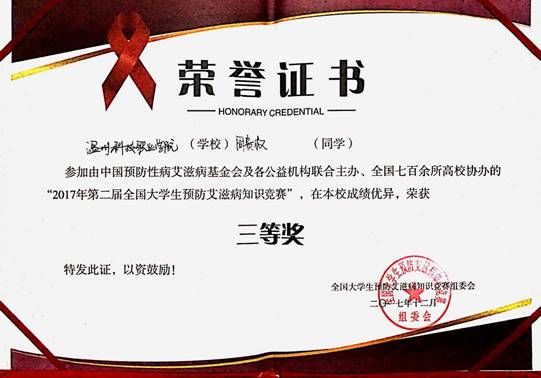 荣誉证书
HONORARY CREDENTIAL
温州科技职业学院（学校）（同学）
参加由中国预防性病艾滋病基金会及各公益机构联合主办、全国七百余所高校协办的
“2017年第二届全国大学生预防艾滋病知识竞赛”，在本校成绩优异，荣获
三等奖
特发此证，以资鼓励！
全国大学生预防艾滋病知识竞赛组委会
二〇一七年十二月
组委会